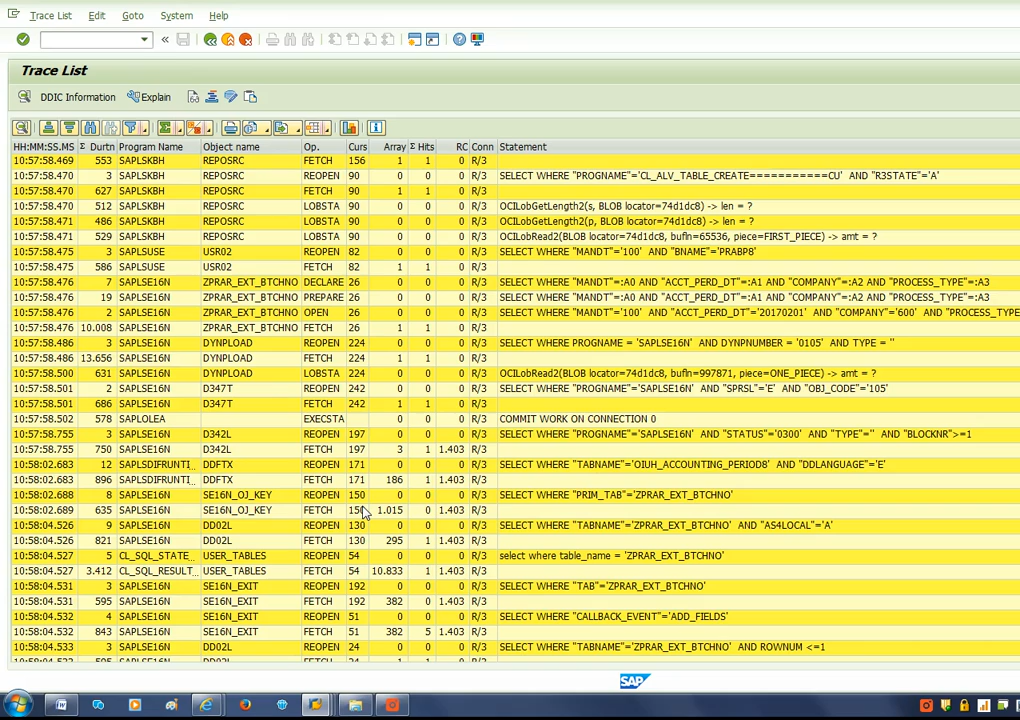 Trace List Edit Goto System Help
Trace List
DDIC Information Explain
HH:MM:SS.MS Σ Durtn Program Name Object name Op. Curs Array Σ Hits RC Conn Statement
10:57:58.469 553 SAPLSKBH REPOSRC FETCH 156 1 1 0 R/3
10:57:58.470 3 SAPLSKBH REPOSRC REOPEN 90 0 0 0 R/3 SELECT WHERE "PROGNAME"='CL_ALV_TABLE_CREATE===========CU' AND "R3STATE"='A'
10:57:58.470 627 SAPLSKBH REPOSRC FETCH 90 1 1 0 R/3
10:57:58.470 512 SAPLSKBH REPOSRC LOBSTA 90 0 0 0 R/3 OCILobGetLength2(s, BLOB locator=74d1dc8) -> len = ?
10:57:58.471 486 SAPLSKBH REPOSRC LOBSTA 90 0 0 0 R/3 OCILobGetLength2(p, BLOB locator=74d1dc8) -> len = ?
10:57:58.471 529 SAPLSKBH REPOSRC LOBSTA 90 0 0 0 R/3 OCILobRead2(BLOB locator=74d1dc8, bufln=65536, piece=FIRST_PIECE) -> amt = ?
10:57:58.475 3 SAPLSUSE USR02 REOPEN 82 0 0 0 R/3 SELECT WHERE "MANDT"='100' AND "BNAME"='PRABP8'
10:57:58.475 586 SAPLSUSE USR02 FETCH 82 1 1 0 R/3
10:57:58.476 7 SAPLSE16N ZPRAR_EXT_BTCHNO DECLARE 26 0 0 0 R/3 SELECT WHERE "MANDT"=:A0 AND "ACCT_PERD_DT"=:A1 AND "COMPANY"=:A2 AND "PROCESS_TYPE"=:A3
10:57:58.476 19 SAPLSE16N ZPRAR_EXT_BTCHNO PREPARE 26 0 0 0 R/3 SELECT WHERE "MANDT"=:A0 AND "ACCT_PERD_DT"=:A1 AND "COMPANY"=:A2 AND "PROCESS_TYPE"=:A3
10:57:58.476 2 SAPLSE16N ZPRAR_EXT_BTCHNO OPEN 26 0 0 0 R/3 SELECT WHERE "MANDT"='100' AND "ACCT_PERD_DT"='20170201' AND "COMPANY"='600' AND "PROCESS_TYPE
10:57:58.476 10.008 SAPLSE16N ZPRAR_EXT_BTCHNO FETCH 26 1 1 0 R/3
10:57:58.486 3 SAPLSE16N DYNPLOAD REOPEN 224 0 0 0 R/3 SELECT WHERE PROGNAME = 'SAPLSE16N' AND DYNPNUMBER = '0105' AND TYPE = ''
10:57:58.486 13.656 SAPLSE16N DYNPLOAD FETCH 224 1 1 0 R/3
10:57:58.500 631 SAPLSE16N DYNPLOAD LOBSTA 224 0 0 0 R/3 OCILobRead2(BLOB locator=74d1dc8, bufln=997871, piece=ONE_PIECE) -> amt = ?
10:57:58.501 2 SAPLSE16N D347T REOPEN 242 0 0 0 R/3 SELECT WHERE "PROGNAME"='SAPLSE16N' AND "SPRSL"='E' AND "OBJ_CODE"='105'
10:57:58.501 686 SAPLSE16N D347T FETCH 242 1 1 0 R/3
10:57:58.502 578 SAPLOLEA EXECSTA 0 0 0 R/3 COMMIT WORK ON CONNECTION 0
10:57:58.755 3 SAPLSE16N D342L REOPEN 197 0 0 0 R/3 SELECT WHERE "PROGNAME"='SAPLSE16N' AND "STATUS"='0300' AND "TYPE"='' AND "BLOCKNR">=1
10:57:58.755 750 SAPLSE16N D342L FETCH 197 3 1 1.403 R/3
10:58:02.683 12 SAPLSDIFRUNTI... DDFTX REOPEN 171 0 0 0 R/3 SELECT WHERE "TABNAME"='OIUH_ACCOUNTING_PERIOD8' AND "DDLANGUAGE"='E'
10:58:02.683 896 SAPLSDIFRUNTI... DDFTX FETCH 171 186 1 1.403 R/3
10:58:02.688 8 SAPLSE16N SE16N_OJ_KEY REOPEN 150 0 0 0 R/3 SELECT WHERE "PRIM_TAB"='ZPRAR_EXT_BTCHNO'
10:58:02.689 635 SAPLSE16N SE16N_OJ_KEY FETCH 150 1.015 0 1.403 R/3
10:58:04.526 9 SAPLSE16N DD02L REOPEN 130 0 0 0 R/3 SELECT WHERE "TABNAME"='ZPRAR_EXT_BTCHNO' AND "AS4LOCAL"='A'
10:58:04.526 821 SAPLSE16N DD02L FETCH 130 295 1 1.403 R/3
10:58:04.527 5 CL_SQL_STATE... USER_TABLES REOPEN 54 0 0 0 R/3 select where table_name = 'ZPRAR_EXT_BTCHNO'
10:58:04.527 3.412 CL_SQL_RESULT... USER_TABLES FETCH 54 10.833 1 1.403 R/3
10:58:04.531 3 SAPLSE16N SE16N_EXIT REOPEN 192 0 0 0 R/3 SELECT WHERE "TAB"='ZPRAR_EXT_BTCHNO'
10:58:04.531 595 SAPLSE16N SE16N_EXIT FETCH 192 382 0 1.403 R/3
10:58:04.532 4 SAPLSE16N SE16N_EXIT REOPEN 51 0 0 0 R/3 SELECT WHERE "CALLBACK_EVENT"='ADD_FIELDS'
10:58:04.532 843 SAPLSE16N SE16N_EXIT FETCH 51 382 5 1.403 R/3
10:58:04.533 3 SAPLSE16N DD02L REOPEN 24 0 0 0 R/3 SELECT WHERE "TABNAME"='ZPRAR_EXT_BTCHNO' AND ROWNUM <=1
SAP